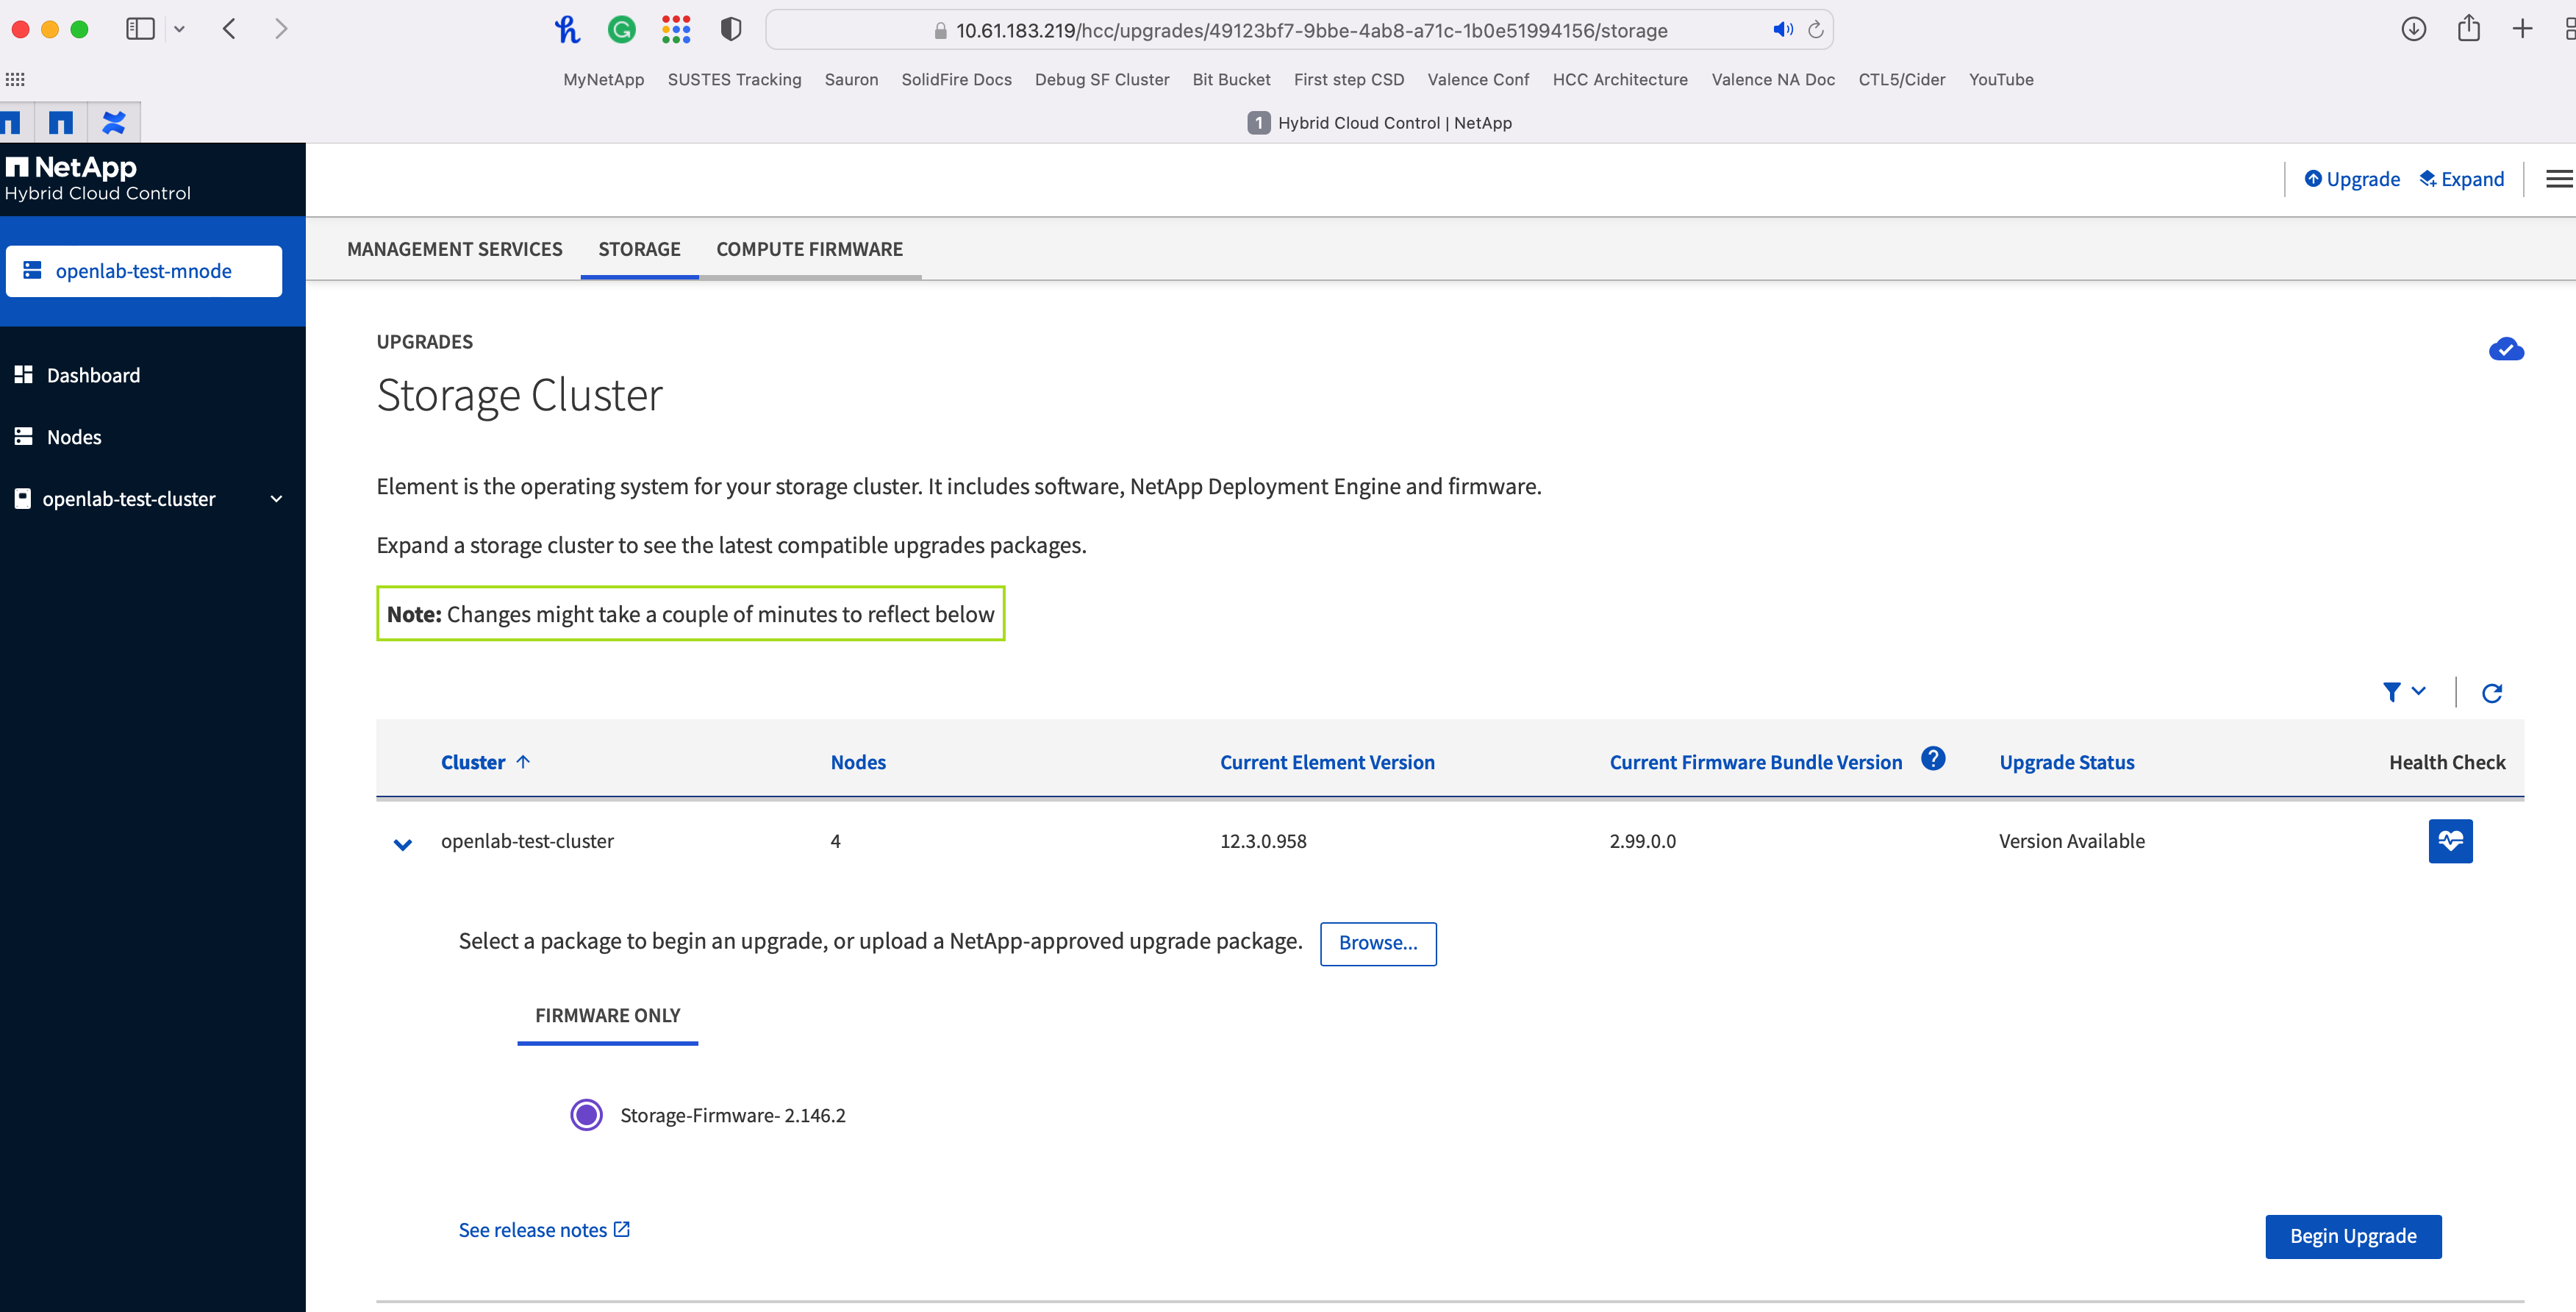 10.61.183.219/hcc/upgrades/49123bf7-9bbe-4ab8-a71c-1b0e51994156/storage
MyNetApp SUSTES Tracking Sauron SolidFire Docs Debug SF Cluster Bit Bucket First step CSD Valence Conf HCC Architecture Valence NA Doc CTL5/Cider YouTube
1 Hybrid Cloud Control | NetApp
NetApp
Hybrid Cloud Control
Upgrade Expand
openlab-test-mnode
Dashboard
Nodes
openlab-test-cluster
MANAGEMENT SERVICES STORAGE COMPUTE FIRMWARE
UPGRADES
Storage Cluster
Element is the operating system for your storage cluster. It includes software, NetApp Deployment Engine and firmware.
Expand a storage cluster to see the latest compatible upgrades packages.
Note: Changes might take a couple of minutes to reflect below
Cluster Nodes Current Element Version Current Firmware Bundle Version ? Upgrade Status Health Check
openlab-test-cluster 4 12.3.0.958 2.99.0.0 Version Available
Select a package to begin an upgrade, or upload a NetApp-approved upgrade package. Browse...
FIRMWARE ONLY
Storage-Firmware- 2.146.2
See release notes
Begin Upgrade